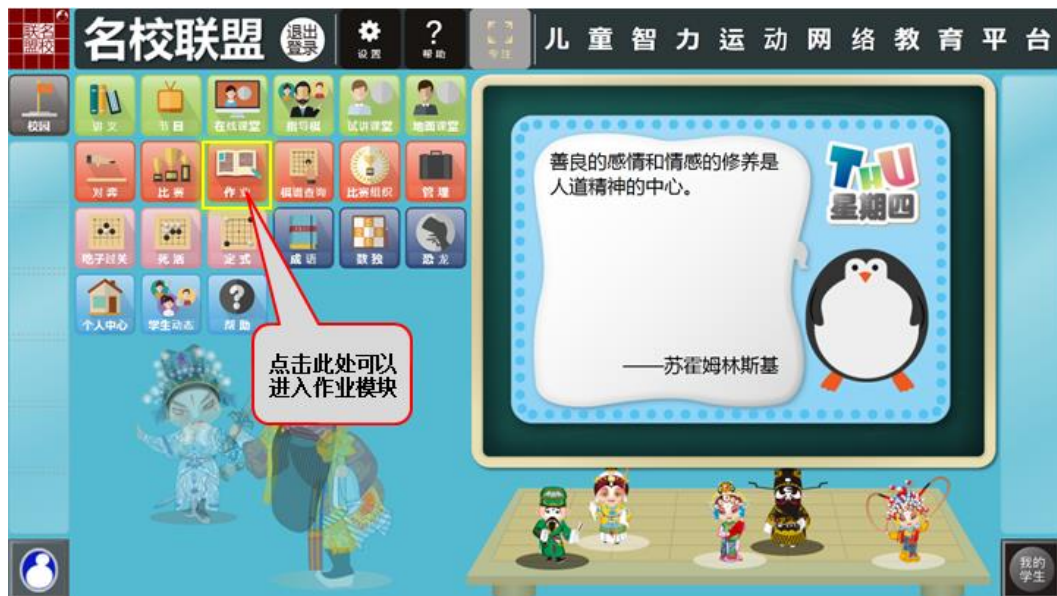 联名
盟校
名校联盟
退出
登录
设置
?
帮助
专注
儿童智力运动网络教育平台
校园
讲义
节目
在线课堂
指导棋
试训课堂
地面课堂
对弈
比赛
作业
棋谱查询
比赛组织
管理
吃子过关
死活
定式
成语
数独
恐龙
个人中心
学生动态
?
帮助
点击此处可以
进入作业模块
善良的感情和情感的修养是
人道精神的中心。
——苏霍姆林斯基
THU
星期四
我的
学生